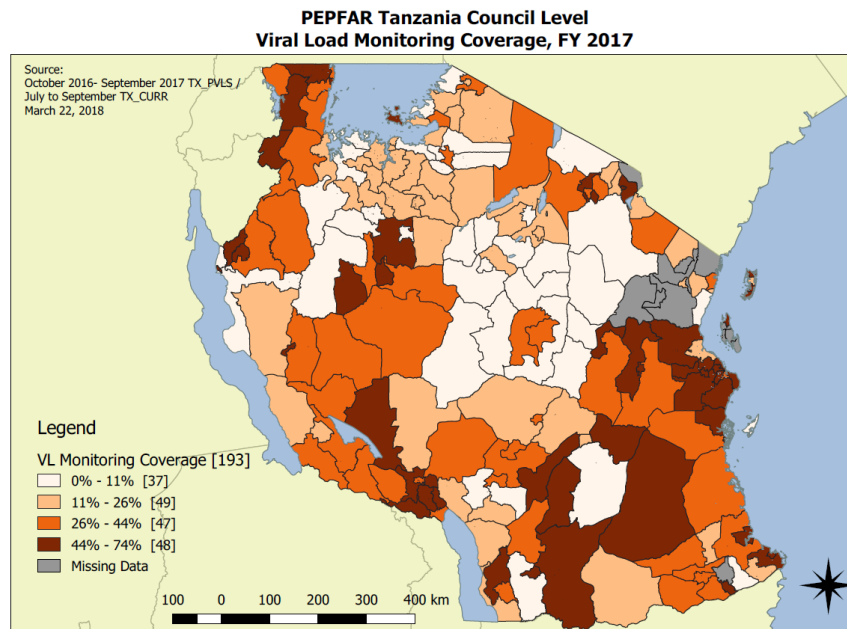 PEPFAR Tanzania Council Level
Viral Load Monitoring Coverage, FY 2017
Source:
October 2016- September 2017 TX_PVLS /
July to September TX_CURR
March 22, 2018
Legend
VL Monitoring Coverage [193]
0% - 11% [37]
11% - 26% [49]
26% - 44% [47]
44% - 74% [48]
Missing Data
100 0 100 200 300 400 km